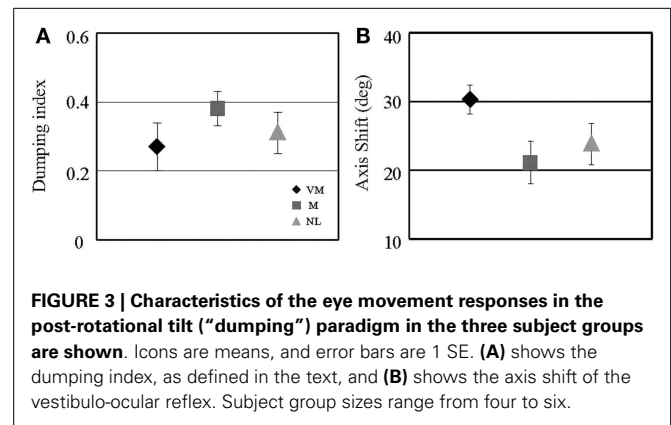 A
0.6
0.4
0.2
0
Dumping index
VM
M
NL
B
40
30
20
10
Axis Shift (deg)
FIGURE 3 | Characteristics of the eye movement responses in the
post-rotational tilt (“dumping”) paradigm in the three subject groups
are shown. Icons are means, and error bars are 1 SE. (A) shows the
dumping index, as defined in the text, and (B) shows the axis shift of the
vestibulo-ocular reflex. Subject group sizes range from four to six.